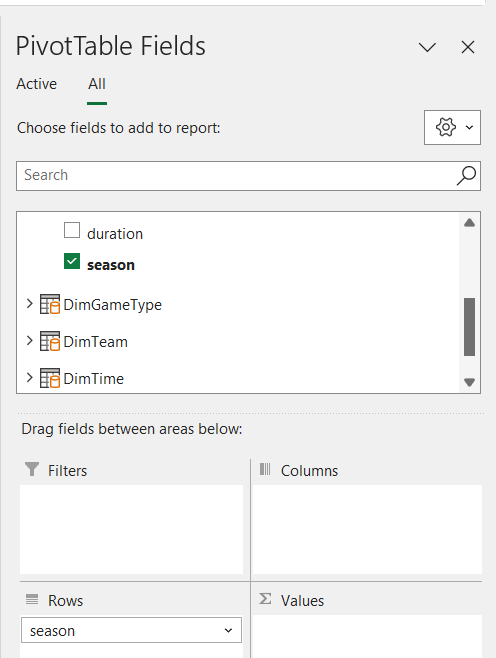 PivotTable Fields
Active All
Choose fields to add to report:
Search
duration
season
DimGameType
DimTeam
DimTime
Drag fields between areas below:
Filters
Columns
Rows
Values
season